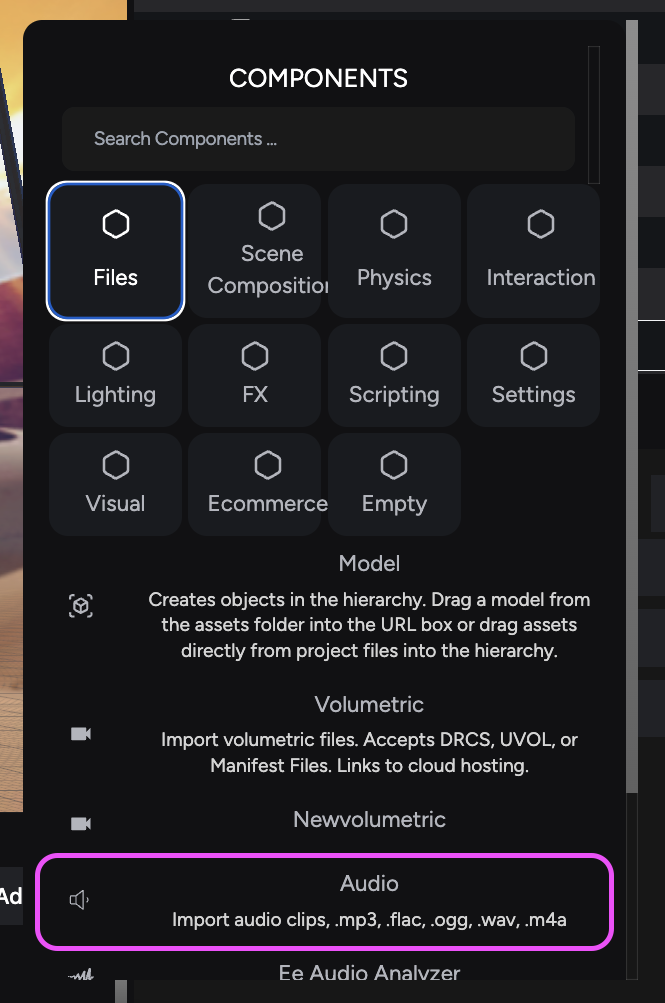 COMPONENTS
Search Components ...
Files
Scene
Composition
Physics
Interaction
Lighting
FX
Scripting
Settings
Visual
Ecommerce
Empty
Model
Creates objects in the hierarchy. Drag a model from
the assets folder into the URL box or drag assets
directly from project files into the hierarchy.
Volumetric
Import volumetric files. Accepts DRCS, UVOL, or
Manifest Files. Links to cloud hosting.
Newvolumetric
Audio
Import audio clips, .mp3, .flac, .ogg, .wav, .m4a
Ad
Ee Audio Analyzer